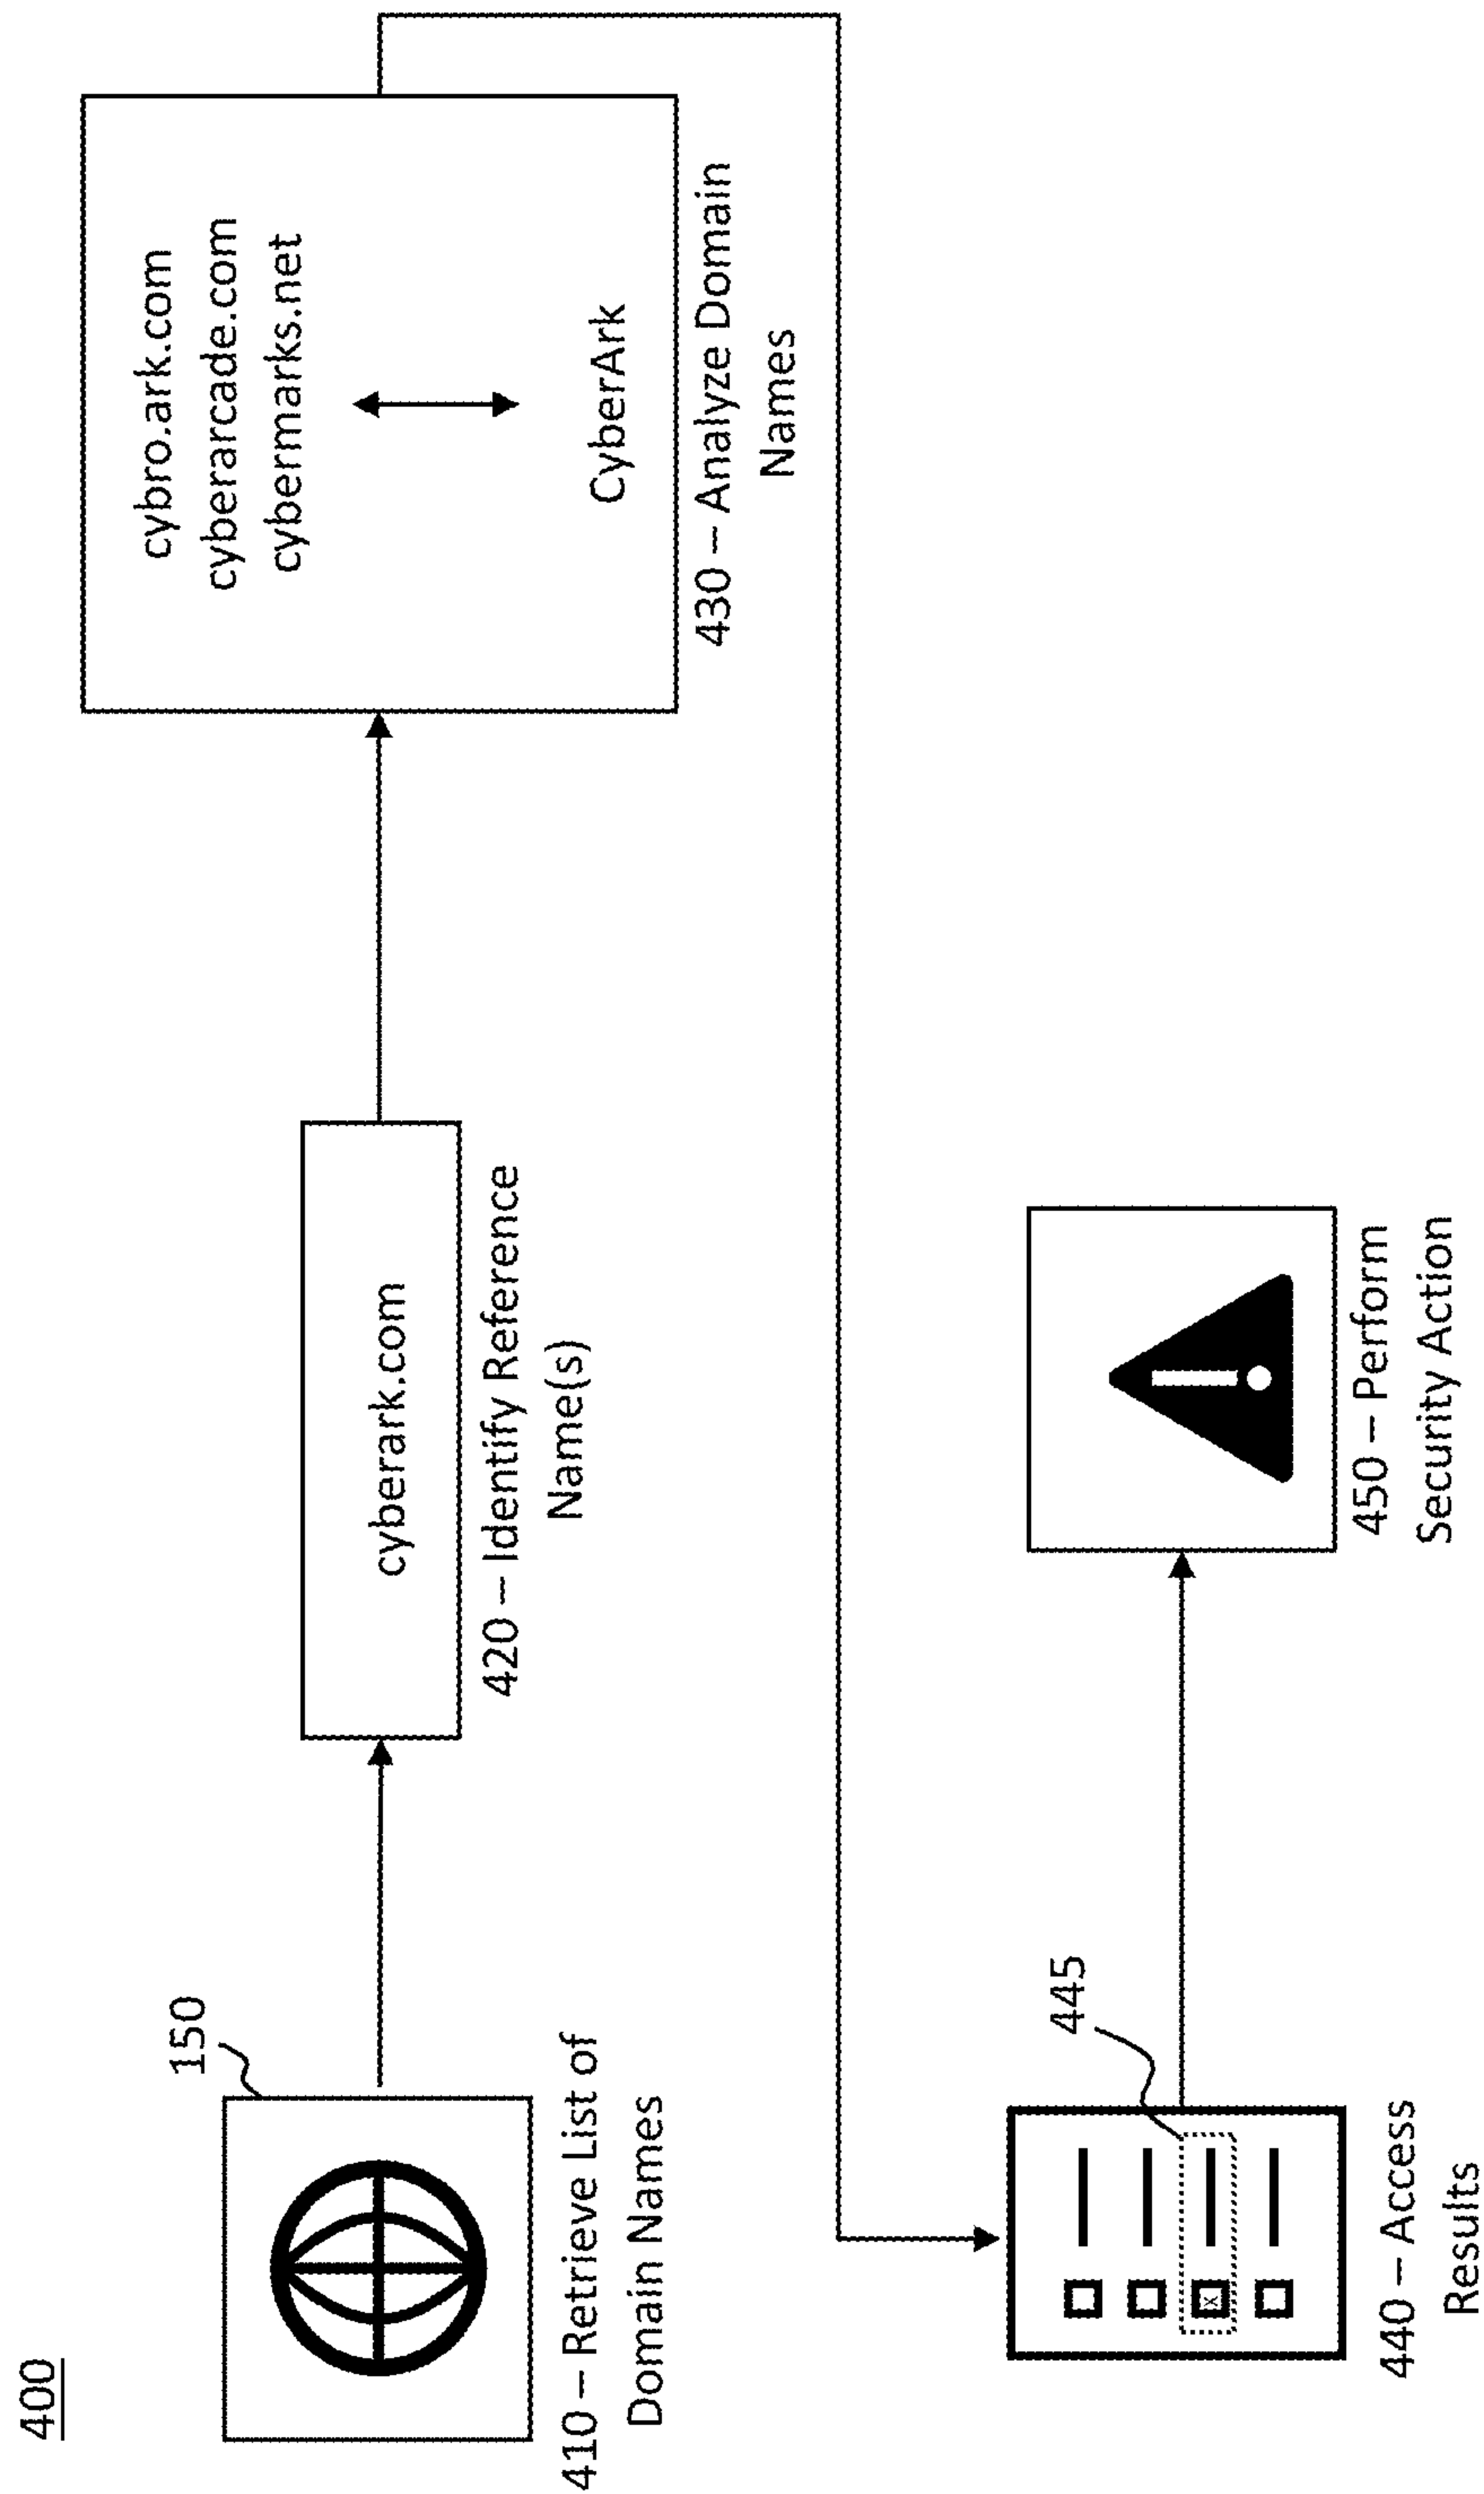 400
150
410 – Retrieve List of
Domain Names
cyberark.com
420 – Identify Reference
Name(s)
cybro.ark.com
cyberarcade.com
cybermarks.net
CyberArk
430 – Analyze Domain
Names
445
x
440 – Access
Results
450 – Perform
Security Action